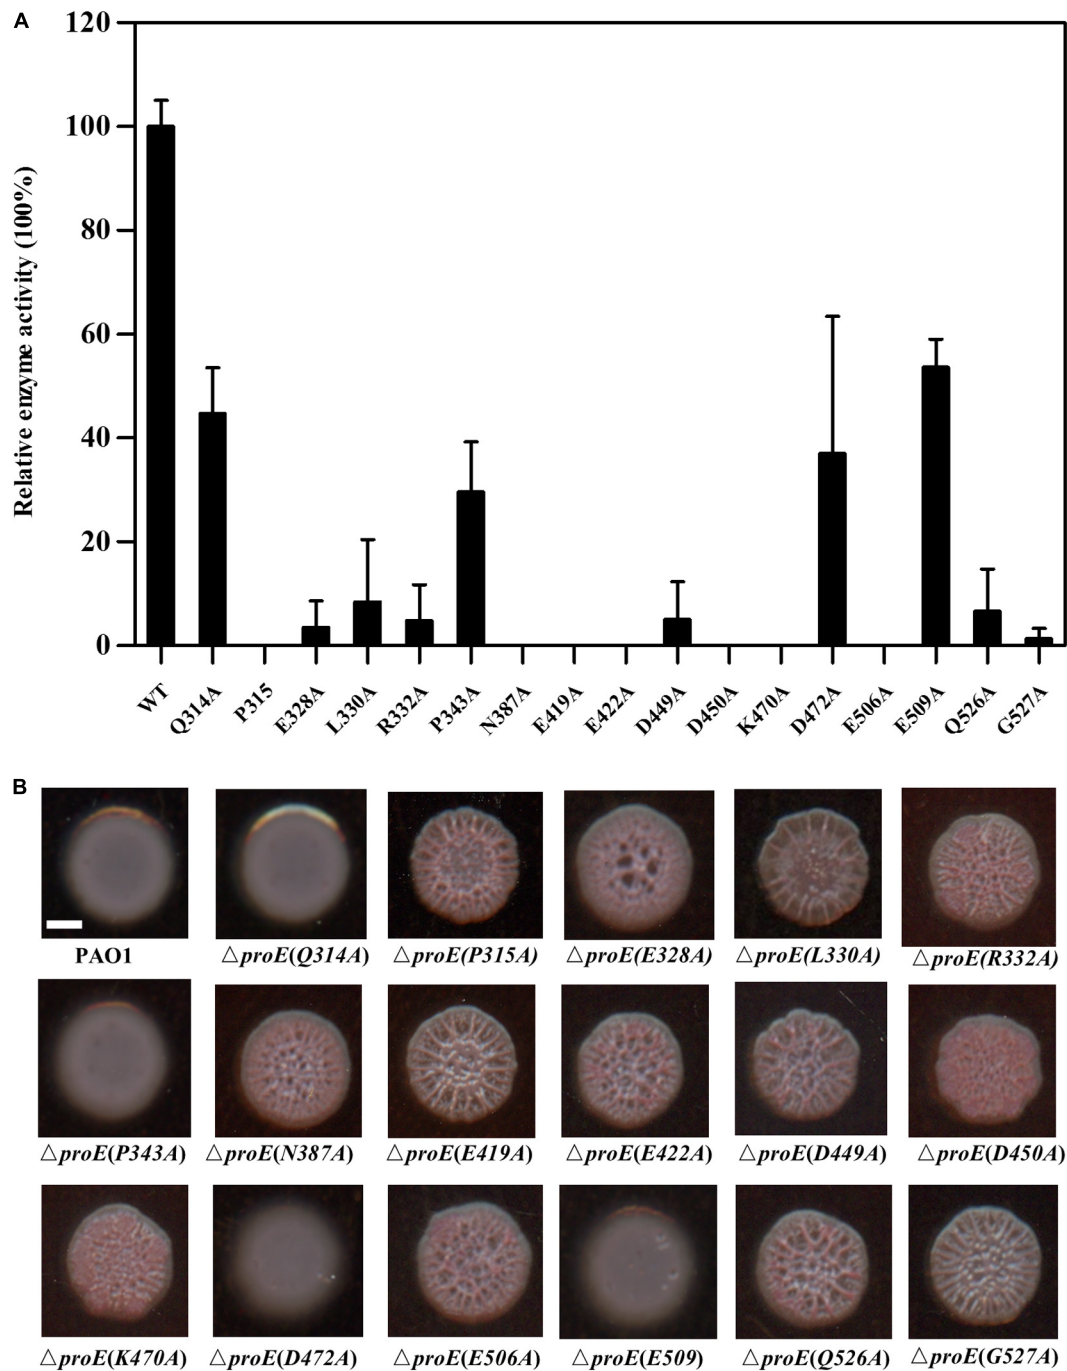 A
Relative enzyme activity (100%)
120
100
80
60
40
20
0
WT Q314A P315 E328A L330A R332A P343A N387A E419A E422A D449A D450A K470A D472A E506A E509A Q526A G527A
B
PAO1 △proE(Q314A) △proE(P315A) △proE(E328A) △proE(L330A) △proE(R332A)
△proE(P343A) △proE(N387A) △proE(E419A) △proE(E422A) △proE(D449A) △proE(D450A)
△proE(K470A) △proE(D472A) △proE(E506A) △proE(E509) △proE(Q526A) △proE(G527A)